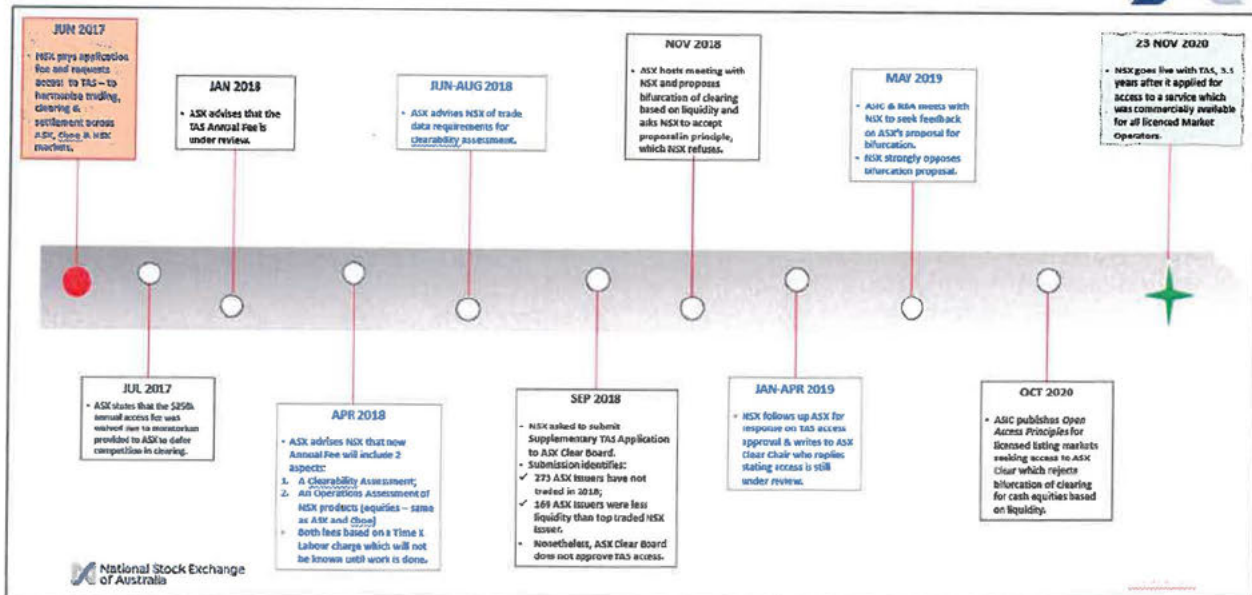 JUN 2017
• NSX pays application
fee and requests
access to TAS – to
harmonise trading,
clearing &
settlement across
ASX, Cboe & NSX
markets.
JAN 2018
• ASX advises that the
TAS Annual Fee is
under review.
JUN-AUG 2018
• ASX advises NSX of trade
data requirements for
Clearability assessment.
NOV 2018
• ASX hosts meeting with
NSX and proposes
bifurcation of clearing
based on liquidity and
asks NSX to accept
proposal in principle,
which NSX refuses.
MAY 2019
• ASIC & RBA meets with
NSX to seek feedback
on ASX's proposal for
bifurcation.
• NSX strongly opposes
bifurcation proposal.
23 NOV 2020
• NSX goes live with TAS, 3.5
years after it applied for
access to a service which
was commercially available
for all licenced Market
Operators.
JUL 2017
• ASX states that the $250k
annual access fee was
waived due to moratorium
provided to ASX to defer
competition in clearing.
APR 2018
• ASX advises NSX that now
Annual Fee will include 2
aspects:
1. A Clearability Assessment;
2. An Operations Assessment of
NSX products (equities – same
as ASX and Cboe)
• Both fees based on a Time X
Labour charge which will not
be known until work is done.
SEP 2018
• NSX asked to submit
Supplementary TAS Application
to ASX Clear Board.
• Submission identifies:
✓ 273 ASX Issuers have not
traded in 2018;
✓ 169 ASX Issuers were less
liquidity than top traded NSX
Issuer.
• Nonetheless, ASX Clear Board
does not approve TAS access.
JAN-APR 2019
• NSX follows up ASX for
response on TAS access
approval & writes to ASX
Clear Chair who replies
stating access is still
under review.
OCT 2020
• ASIC publishes Open
Access Principles for
licensed listing markets
seeking access to ASX
Clear which rejects
bifurcation of clearing
for cash equities based
on liquidity.
National Stock Exchange
of Australia